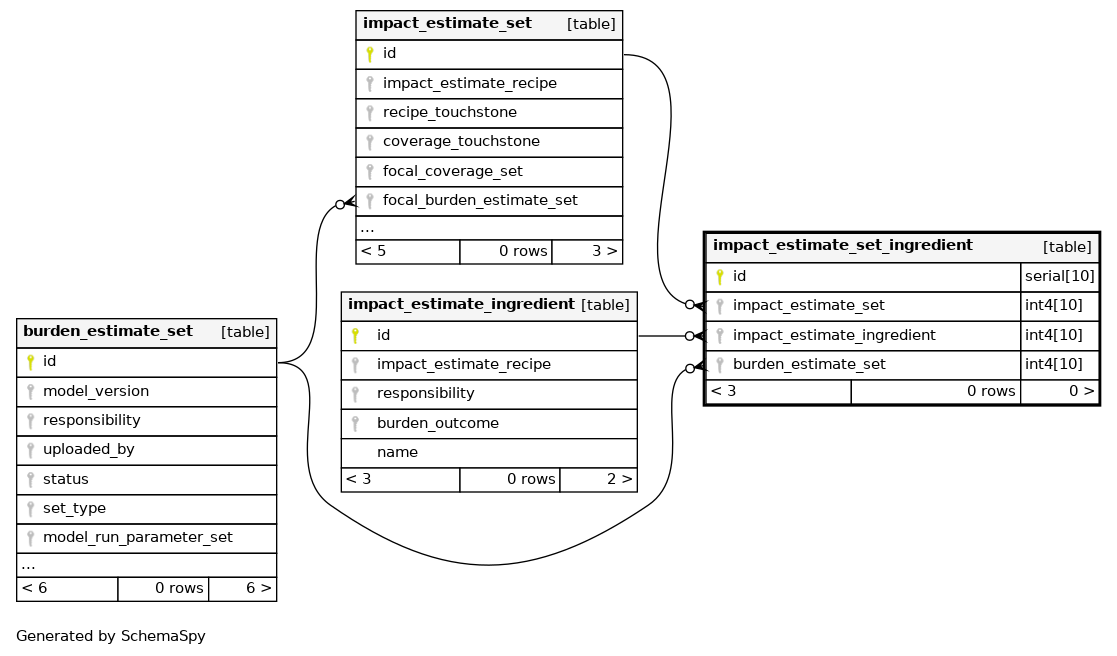 impact_estimate_set [table]
id
impact_estimate_recipe
recipe_touchstone
coverage_touchstone
focal_coverage_set
focal_burden_estimate_set
...
< 5 0 rows 3 >
impact_estimate_set_ingredient [table]
id serial[10]
impact_estimate_set int4[10]
impact_estimate_ingredient int4[10]
burden_estimate_set int4[10]
< 3 0 rows 0 >
impact_estimate_ingredient [table]
id
impact_estimate_recipe
responsibility
burden_outcome
name
< 3 0 rows 2 >
burden_estimate_set [table]
id
model_version
responsibility
uploaded_by
status
set_type
model_run_parameter_set
...
< 6 0 rows 6 >
Generated by SchemaSpy